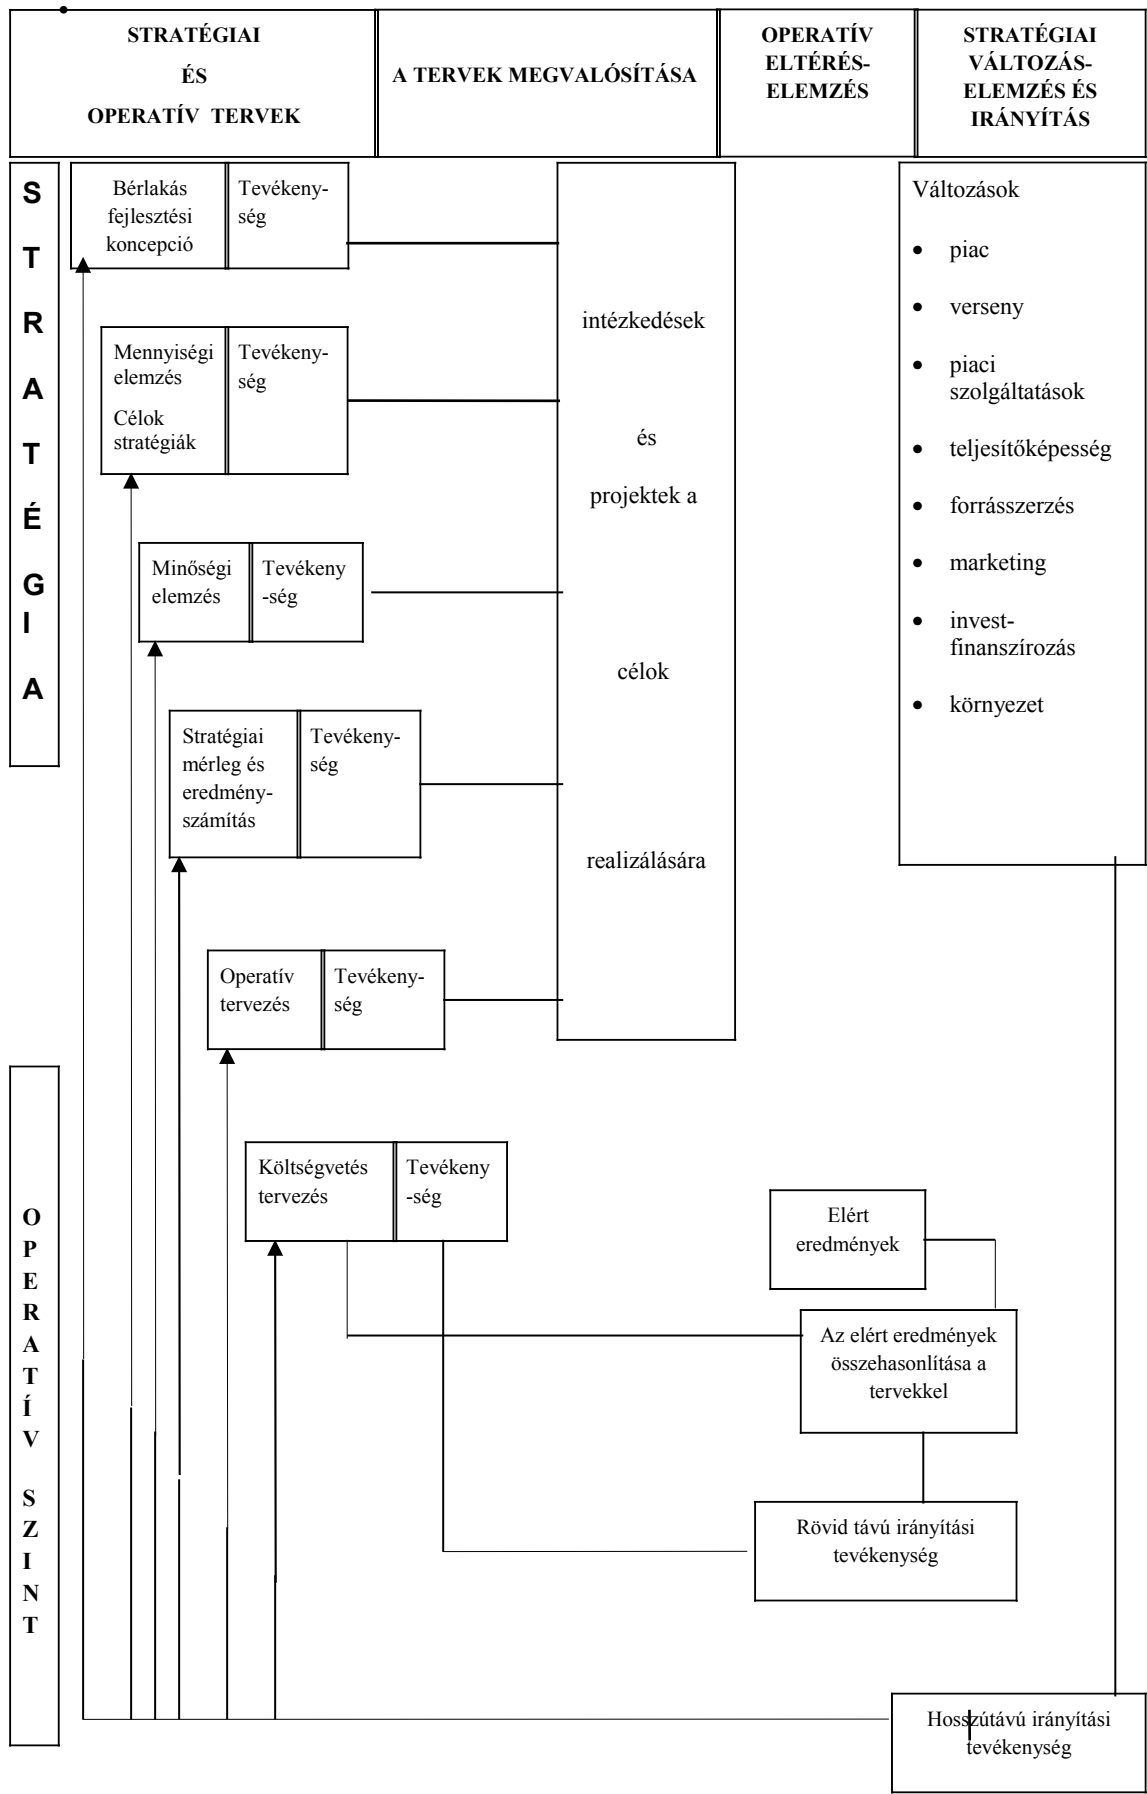 STRATÉGIAI
ÉS
OPERATÍV TERVEK
A TERVEK MEGVALÓSÍTÁSA
OPERATÍV
ELTÉRÉS-
ELEMZÉS
STRATÉGIAI
VÁLTOZÁS-
ELEMZÉS ÉS
IRÁNYÍTÁS
S
T
R
A
T
É
G
I
A
Bérlakás
fejlesztési
koncepció
Tevékeny-
ség
Mennyiségi
elemzés
Célok
stratégiák
Tevékeny-
ség
Minőségi
elemzés
Tevékeny
-ség
Stratégiai
mérleg és
eredmény-
számítás
Tevékeny-
ség
Operatív
tervezés
Tevékeny-
ség
intézkedések
és
projektek a
célok
realizálására
Változások
• piac
• verseny
• piaci
szolgáltatások
• teljesítőképesség
• forrásszerzés
• marketing
• invest-
finanszírozás
• környezet
O
P
E
R
A
T
Í
V
S
Z
I
N
T
Költségvetés
tervezés
Tevékeny
-ség
Elért
eredmények
Az elért eredmények
összehasonlítása a
tervekkel
Rövid távú irányítási
tevékenység
Hosszútávú irányítási
tevékenység